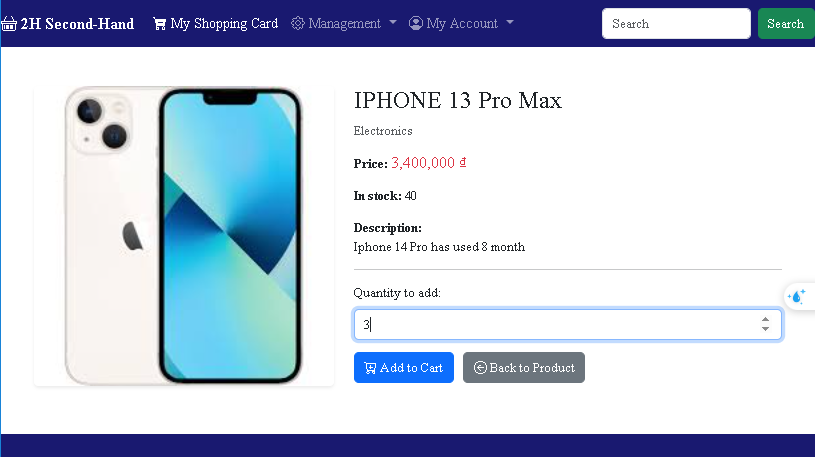 2H Second-Hand My Shopping Card Management My Account Search Search
IPHONE 13 Pro Max
Electronics
Price: 3,400,000 ₫
In stock: 40
Description:
Iphone 14 Pro has used 8 month
Quantity to add:
3
Add to Cart Back to Product